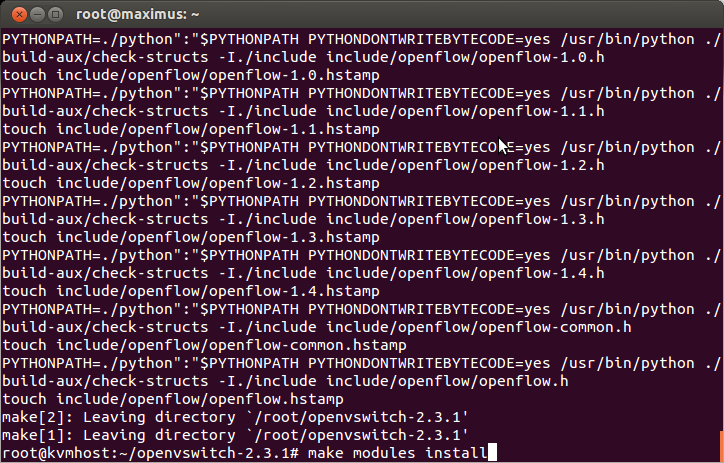 root@maximus: ~
PYTHONPATH=./python":"$PYTHONPATH PYTHONDONTWRITEBYTECODE=yes /usr/bin/python ./
build-aux/check-structs -I./include include/openflow/openflow-1.0.h
touch include/openflow/openflow-1.0.hstamp
PYTHONPATH=./python":"$PYTHONPATH PYTHONDONTWRITEBYTECODE=yes /usr/bin/python ./
build-aux/check-structs -I./include include/openflow/openflow-1.1.h
touch include/openflow/openflow-1.1.hstamp
PYTHONPATH=./python":"$PYTHONPATH PYTHONDONTWRITEBYTECODE=yes /usr/bin/python ./
build-aux/check-structs -I./include include/openflow/openflow-1.2.h
touch include/openflow/openflow-1.2.hstamp
PYTHONPATH=./python":"$PYTHONPATH PYTHONDONTWRITEBYTECODE=yes /usr/bin/python ./
build-aux/check-structs -I./include include/openflow/openflow-1.3.h
touch include/openflow/openflow-1.3.hstamp
PYTHONPATH=./python":"$PYTHONPATH PYTHONDONTWRITEBYTECODE=yes /usr/bin/python ./
build-aux/check-structs -I./include include/openflow/openflow-1.4.h
touch include/openflow/openflow-1.4.hstamp
PYTHONPATH=./python":"$PYTHONPATH PYTHONDONTWRITEBYTECODE=yes /usr/bin/python ./
build-aux/check-structs -I./include include/openflow/openflow-common.h
touch include/openflow/openflow-common.hstamp
PYTHONPATH=./python":"$PYTHONPATH PYTHONDONTWRITEBYTECODE=yes /usr/bin/python ./
build-aux/check-structs -I./include include/openflow/openflow.h
touch include/openflow/openflow.hstamp
make[2]: Leaving directory `/root/openvswitch-2.3.1'
make[1]: Leaving directory `/root/openvswitch-2.3.1'
root@kvmhost:~/openvswitch-2.3.1# make modules install